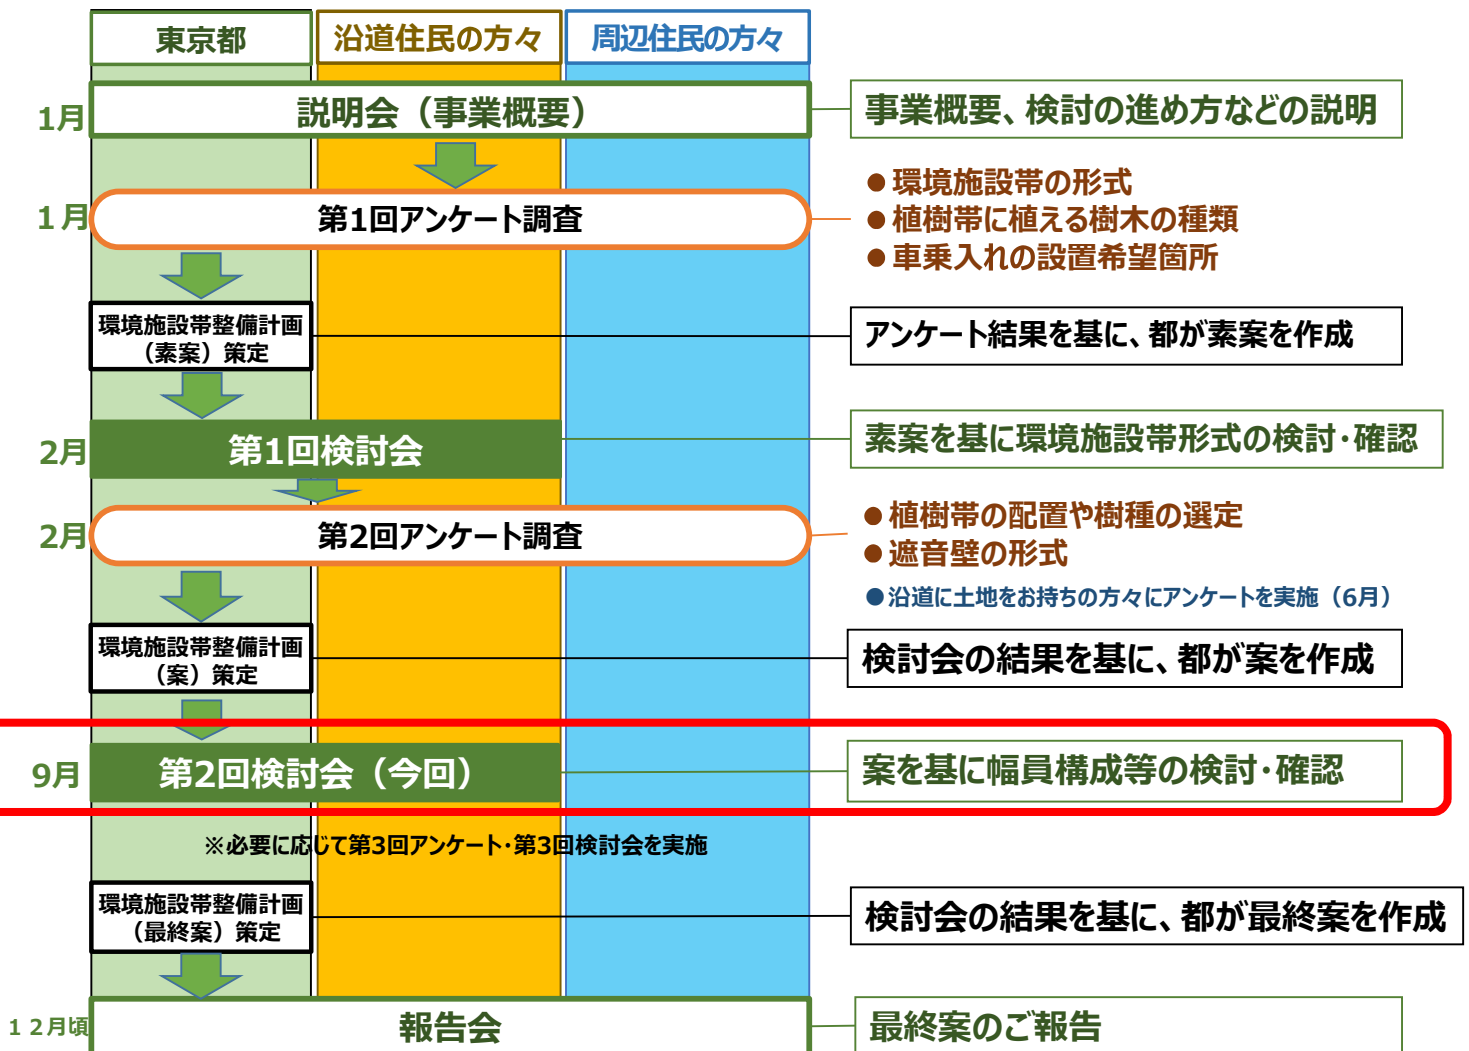 東京都
沿道住民の方々
周辺住民の方々
1月
説明会（事業概要）
事業概要、検討の進め方などの説明
１月
第1回アンケート調査
●環境施設帯の形式
●植樹帯に植える樹木の種類
●車乗入れの設置希望箇所
環境施設帯整備計画
（素案）策定
アンケート結果を基に、都が素案を作成
2月
第1回検討会
素案を基に環境施設帯形式の検討･確認
2月
第2回アンケート調査
●植樹帯の配置や樹種の選定
●遮音壁の形式
●沿道に土地をお持ちの方々にアンケートを実施（6月）
環境施設帯整備計画
（案）策定
検討会の結果を基に、都が案を作成
9月
第2回検討会（今回）
案を基に幅員構成等の検討･確認
※必要に応じて第3回アンケート･第3回検討会を実施
環境施設帯整備計画
（最終案）策定
検討会の結果を基に、都が最終案を作成
１２月頃
報告会
最終案のご報告